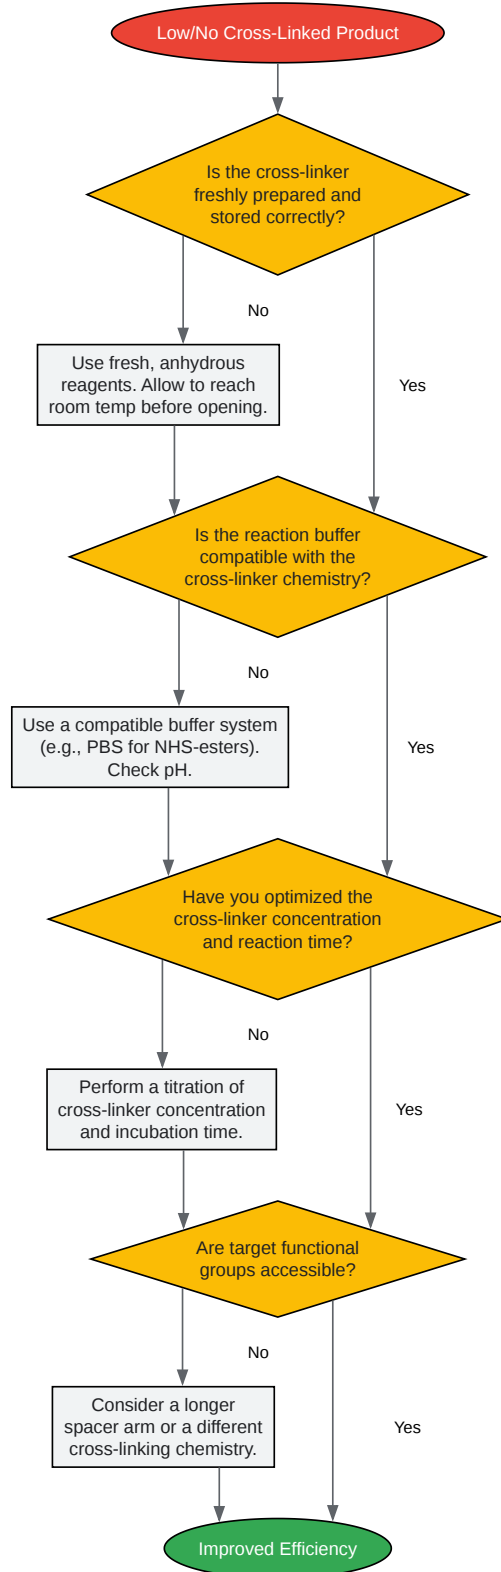 Low/No Cross-Linked Product
Is the cross-linker
freshly prepared and
stored correctly?
No
Use fresh, anhydrous
reagents. Allow to reach
room temp before opening.
Yes
Is the reaction buffer
compatible with the
cross-linker chemistry?
No
Use a compatible buffer system
(e.g., PBS for NHS-esters).
Check pH.
Yes
Have you optimized the
cross-linker concentration
and reaction time?
No
Perform a titration of
cross-linker concentration
and incubation time.
Yes
Are target functional
groups accessible?
No
Consider a longer
spacer arm or a different
cross-linking chemistry.
Yes
Improved Efficiency